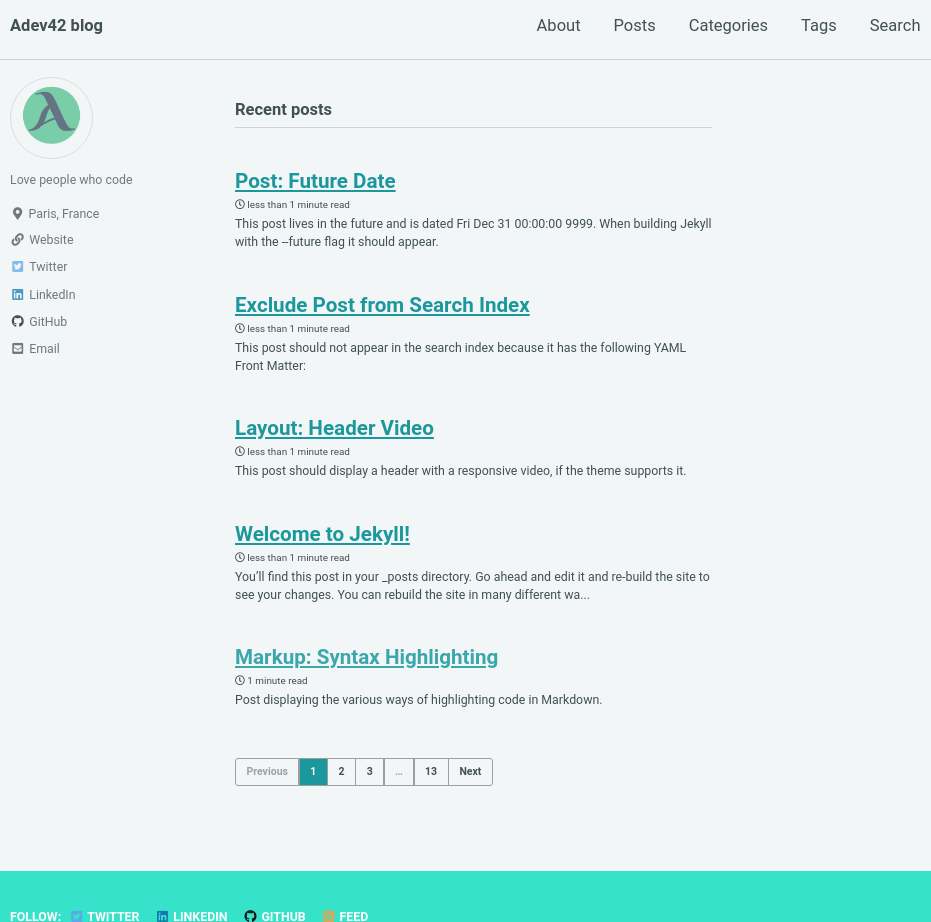 Adev42 blog
About Posts Categories Tags Search
Love people who code
Paris, France
Website
Twitter
LinkedIn
GitHub
Email
Recent posts
Post: Future Date
less than 1 minute read
This post lives in the future and is dated Fri Dec 31 00:00:00 9999. When building Jekyll
with the –future flag it should appear.
Exclude Post from Search Index
less than 1 minute read
This post should not appear in the search index because it has the following YAML
Front Matter:
Layout: Header Video
less than 1 minute read
This post should display a header with a responsive video, if the theme supports it.
Welcome to Jekyll!
less than 1 minute read
You’ll find this post in your _posts directory. Go ahead and edit it and re-build the site to
see your changes. You can rebuild the site in many different wa...
Markup: Syntax Highlighting
1 minute read
Post displaying the various ways of highlighting code in Markdown.
Previous 1 2 3 … 13 Next
FOLLOW: TWITTER LINKEDIN GITHUB FEED